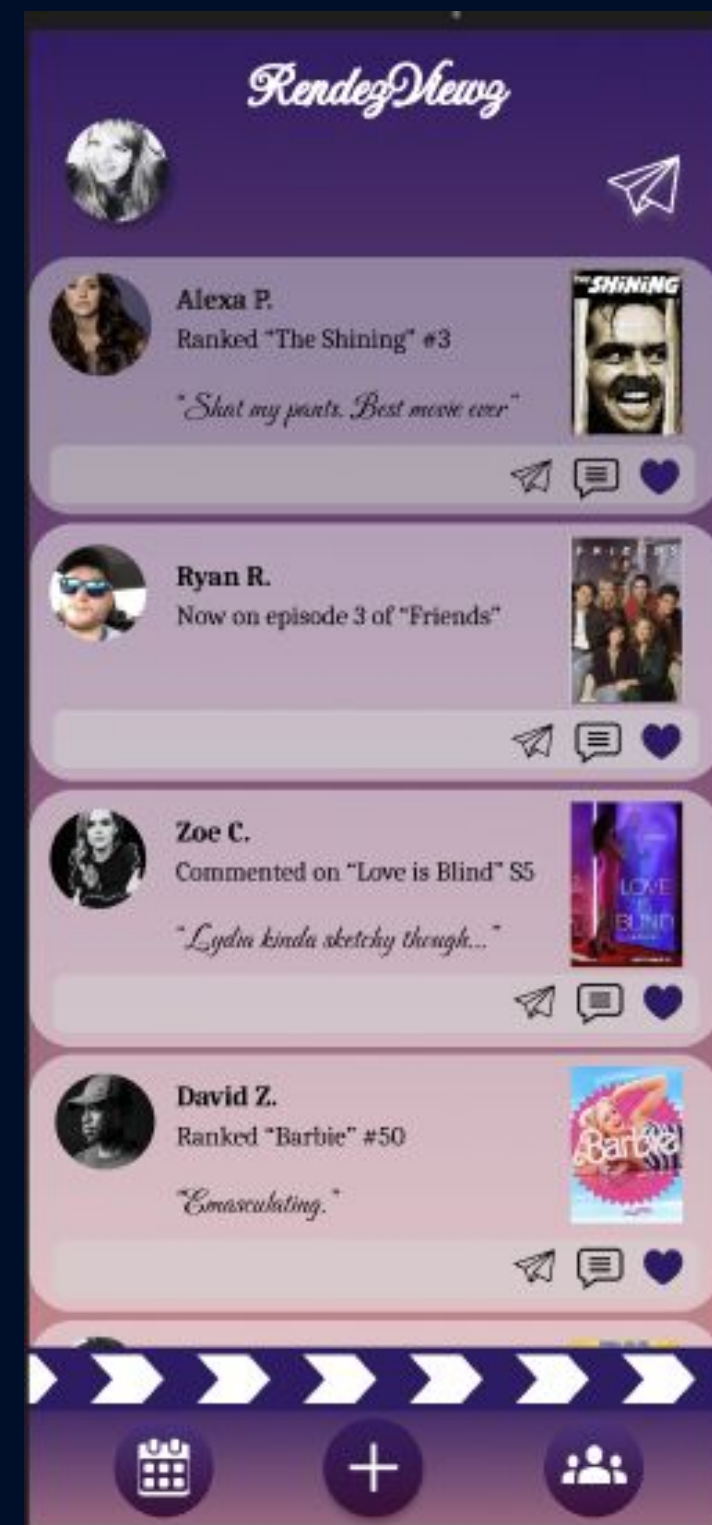 RendezViewz
Alexa P.
Ranked “The Shining” #3
THE SHiNiNG
“Shat my pants. Best movie ever”
Ryan R.
Now on episode 3 of “Friends”
FRIENDS
Zoe C.
Commented on “Love is Blind” S5
LOVE
IS
BLIND
“Lydia kinda sketchy though...”
David Z.
Ranked “Barbie” #50
Barbie
“Emasculating.”